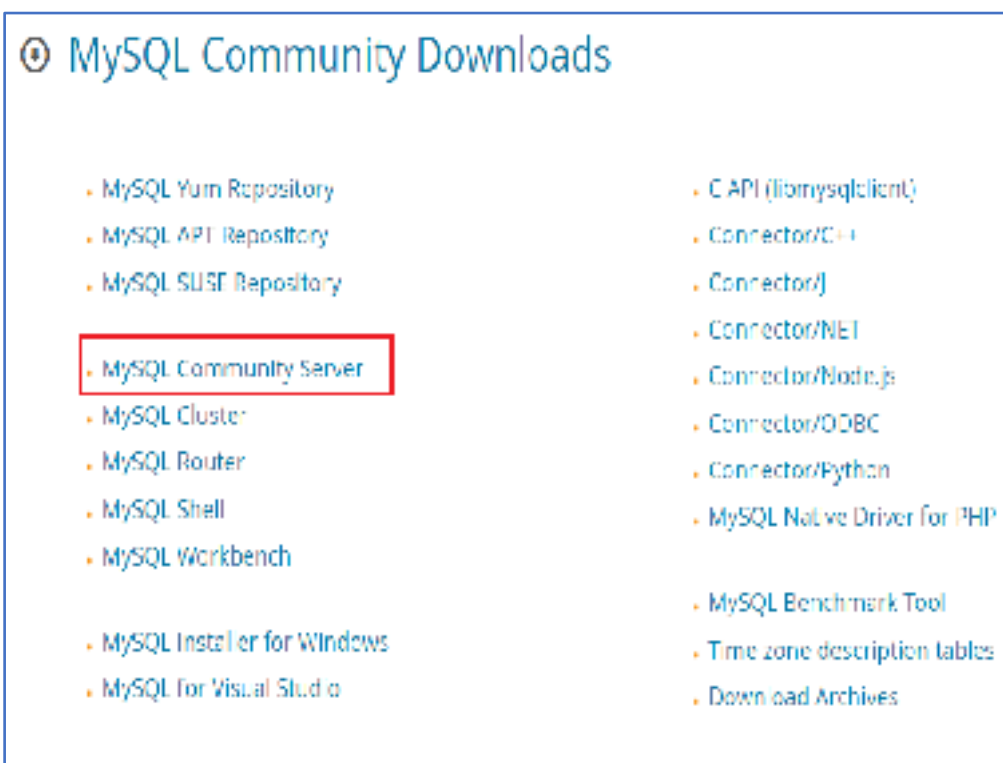 MySQL Community Downloads
MySQL Yum Repository
MySQL APT Repository
MySQL SUSE Repository
MySQL Community Server
MySQL Cluster
MySQL Router
MySQL Shell
MySQL Workbench
MySQL Installer for Windows
MySQL for Visual Studio
C API (libmysqlclient)
Connector/C++
Connector/J
Connector/NET
Connector/Node.js
Connector/ODBC
Connector/Python
MySQL Native Driver for PHP
MySQL Benchmark Tool
Time zone description tables
Download Archives